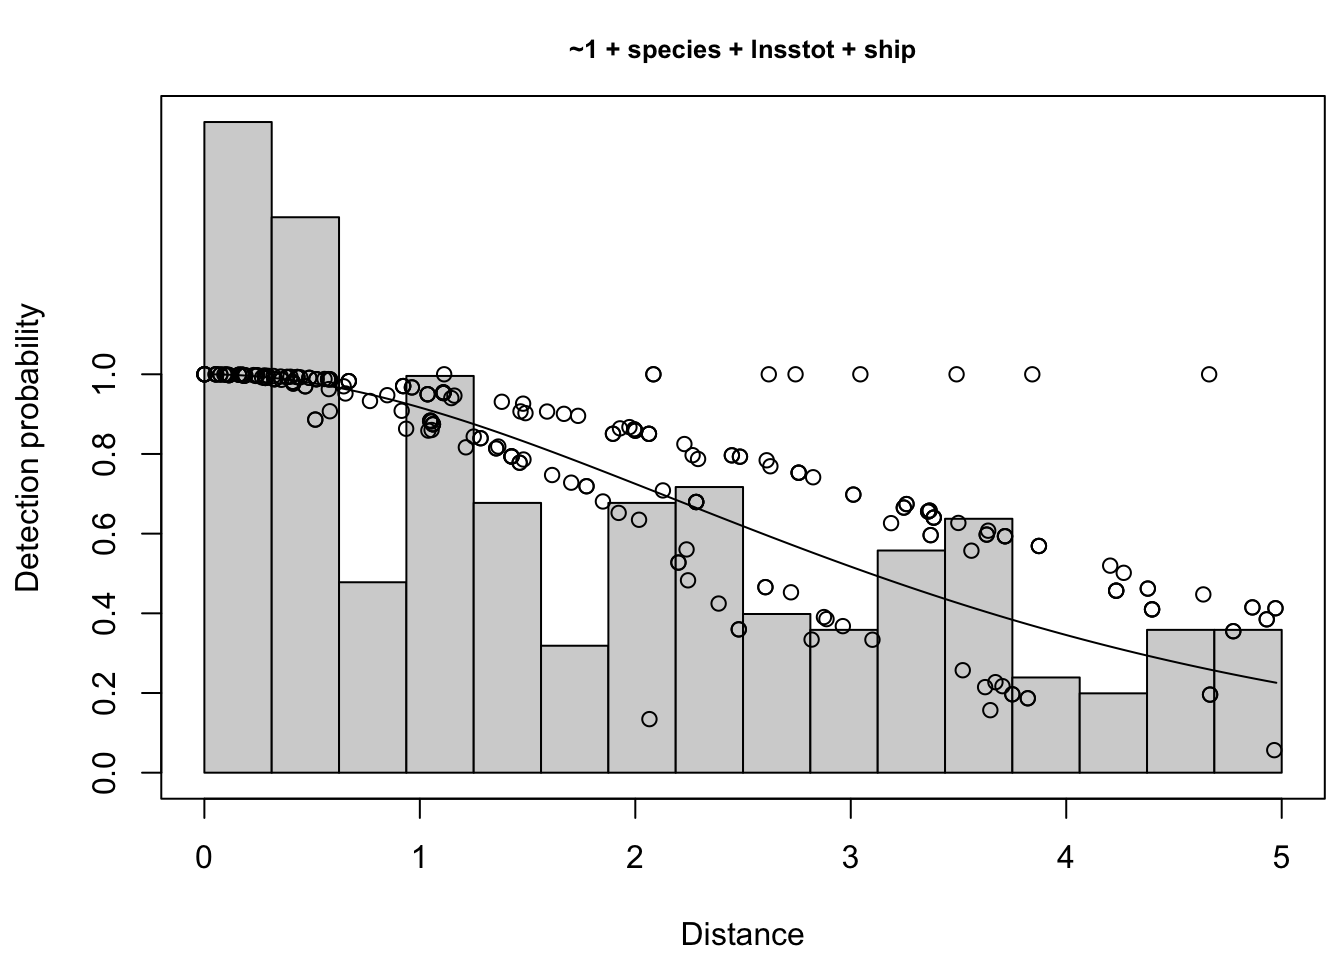 ~1 + species + lnsstot + ship
Detection probability
1.0
0.8
0.6
0.4
0.2
0.0
0 1 2 3 4 5
Distance